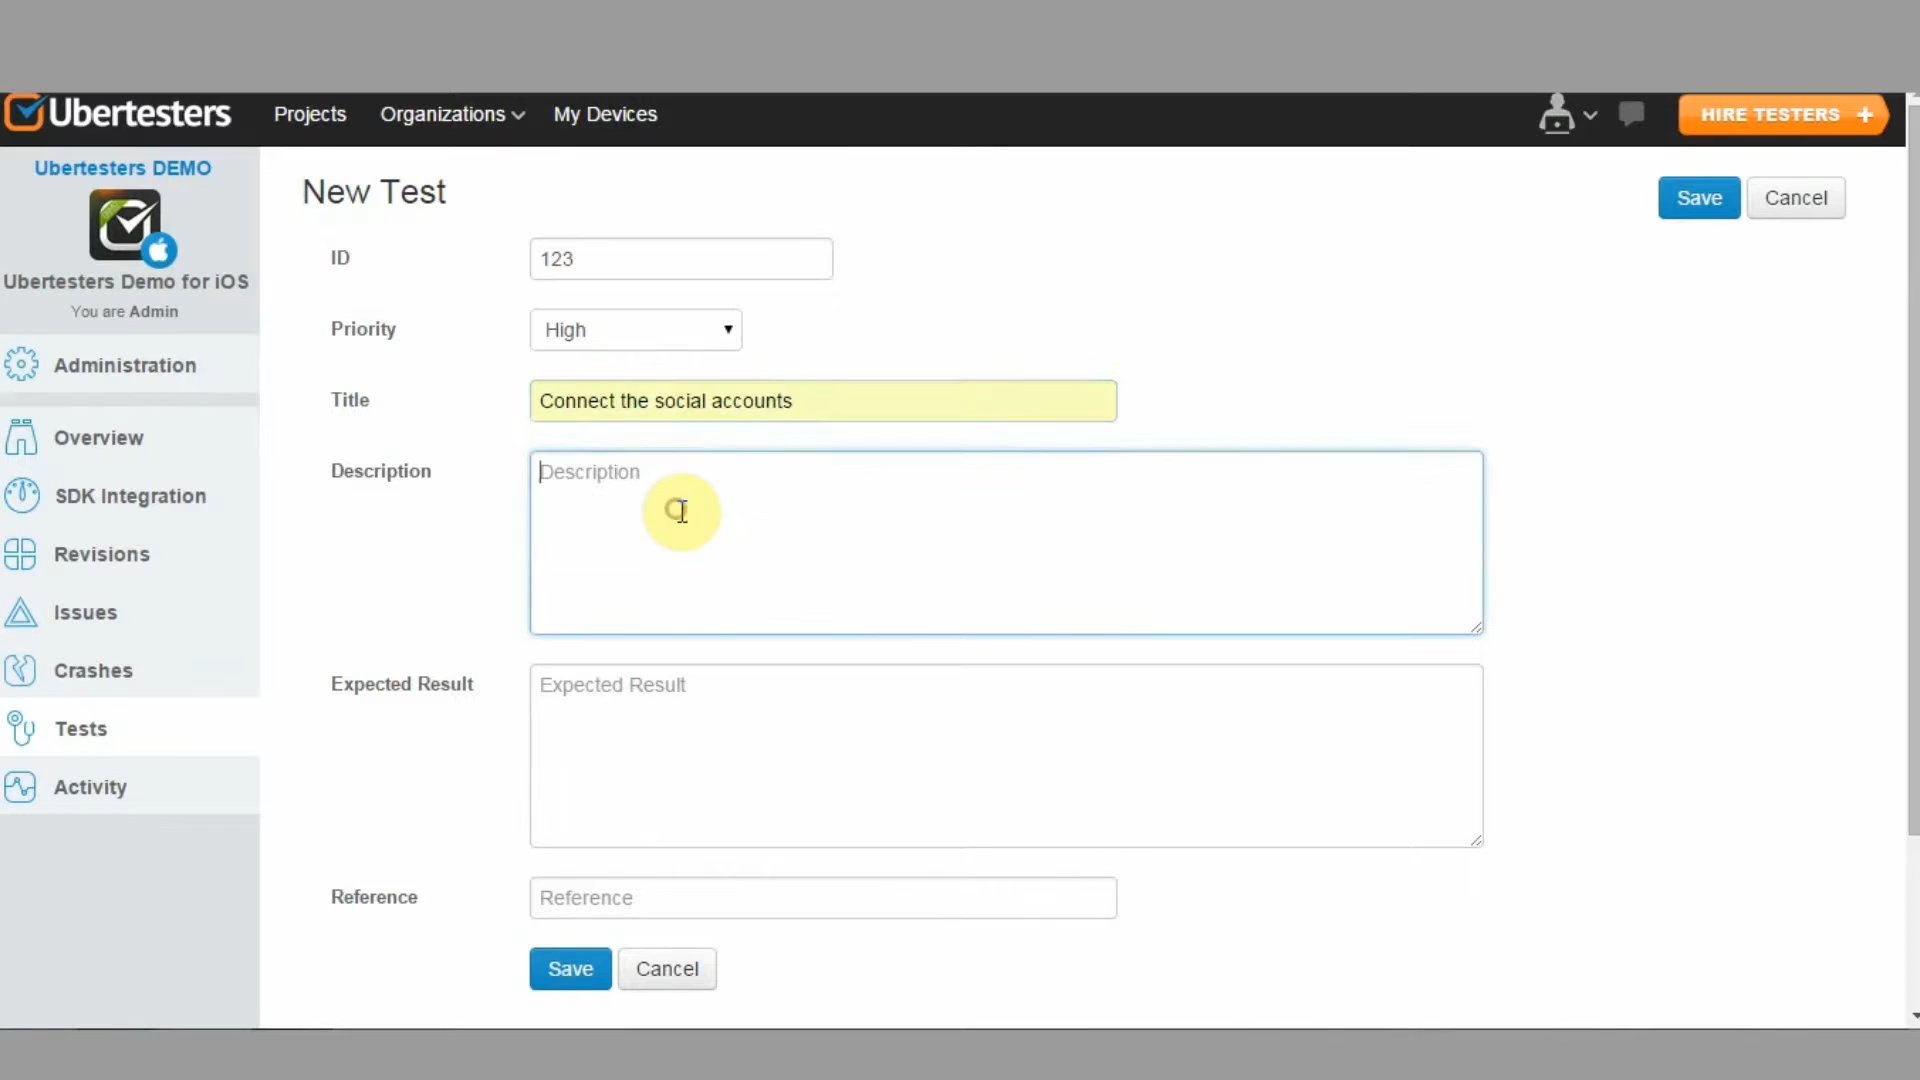 Ubertesters
Projects
Organizations
My Devices
HIRE TESTERS +
Ubertesters DEMO
Ubertesters Demo for iOS
You are Admin
Administration
Overview
SDK Integration
Revisions
Issues
Crashes
Tests
Activity
New Test
Save
Cancel
ID
123
Priority
High
Title
Connect the social accounts
Description
Description
Expected Result
Expected Result
Reference
Reference
Save
Cancel